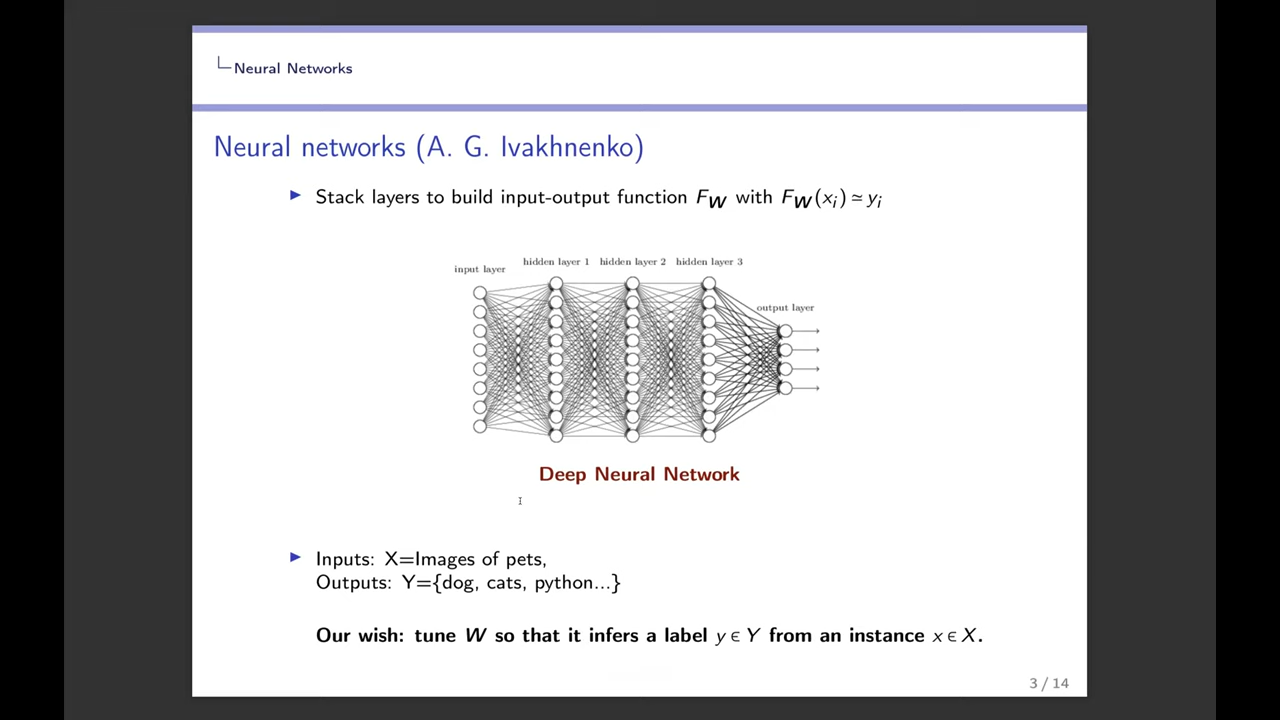 Neural Networks
Neural networks (A. G. Ivakhnenko)
Stack layers to build input-output function F_W with F_W(x_i) ≃ y_i
input layer
hidden layer 1
hidden layer 2
hidden layer 3
output layer
Deep Neural Network
Inputs: X=Images of pets,
Outputs: Y={dog, cats, python...}
Our wish: tune W so that it infers a label y ∈ Y from an instance x ∈ X.
3 / 14